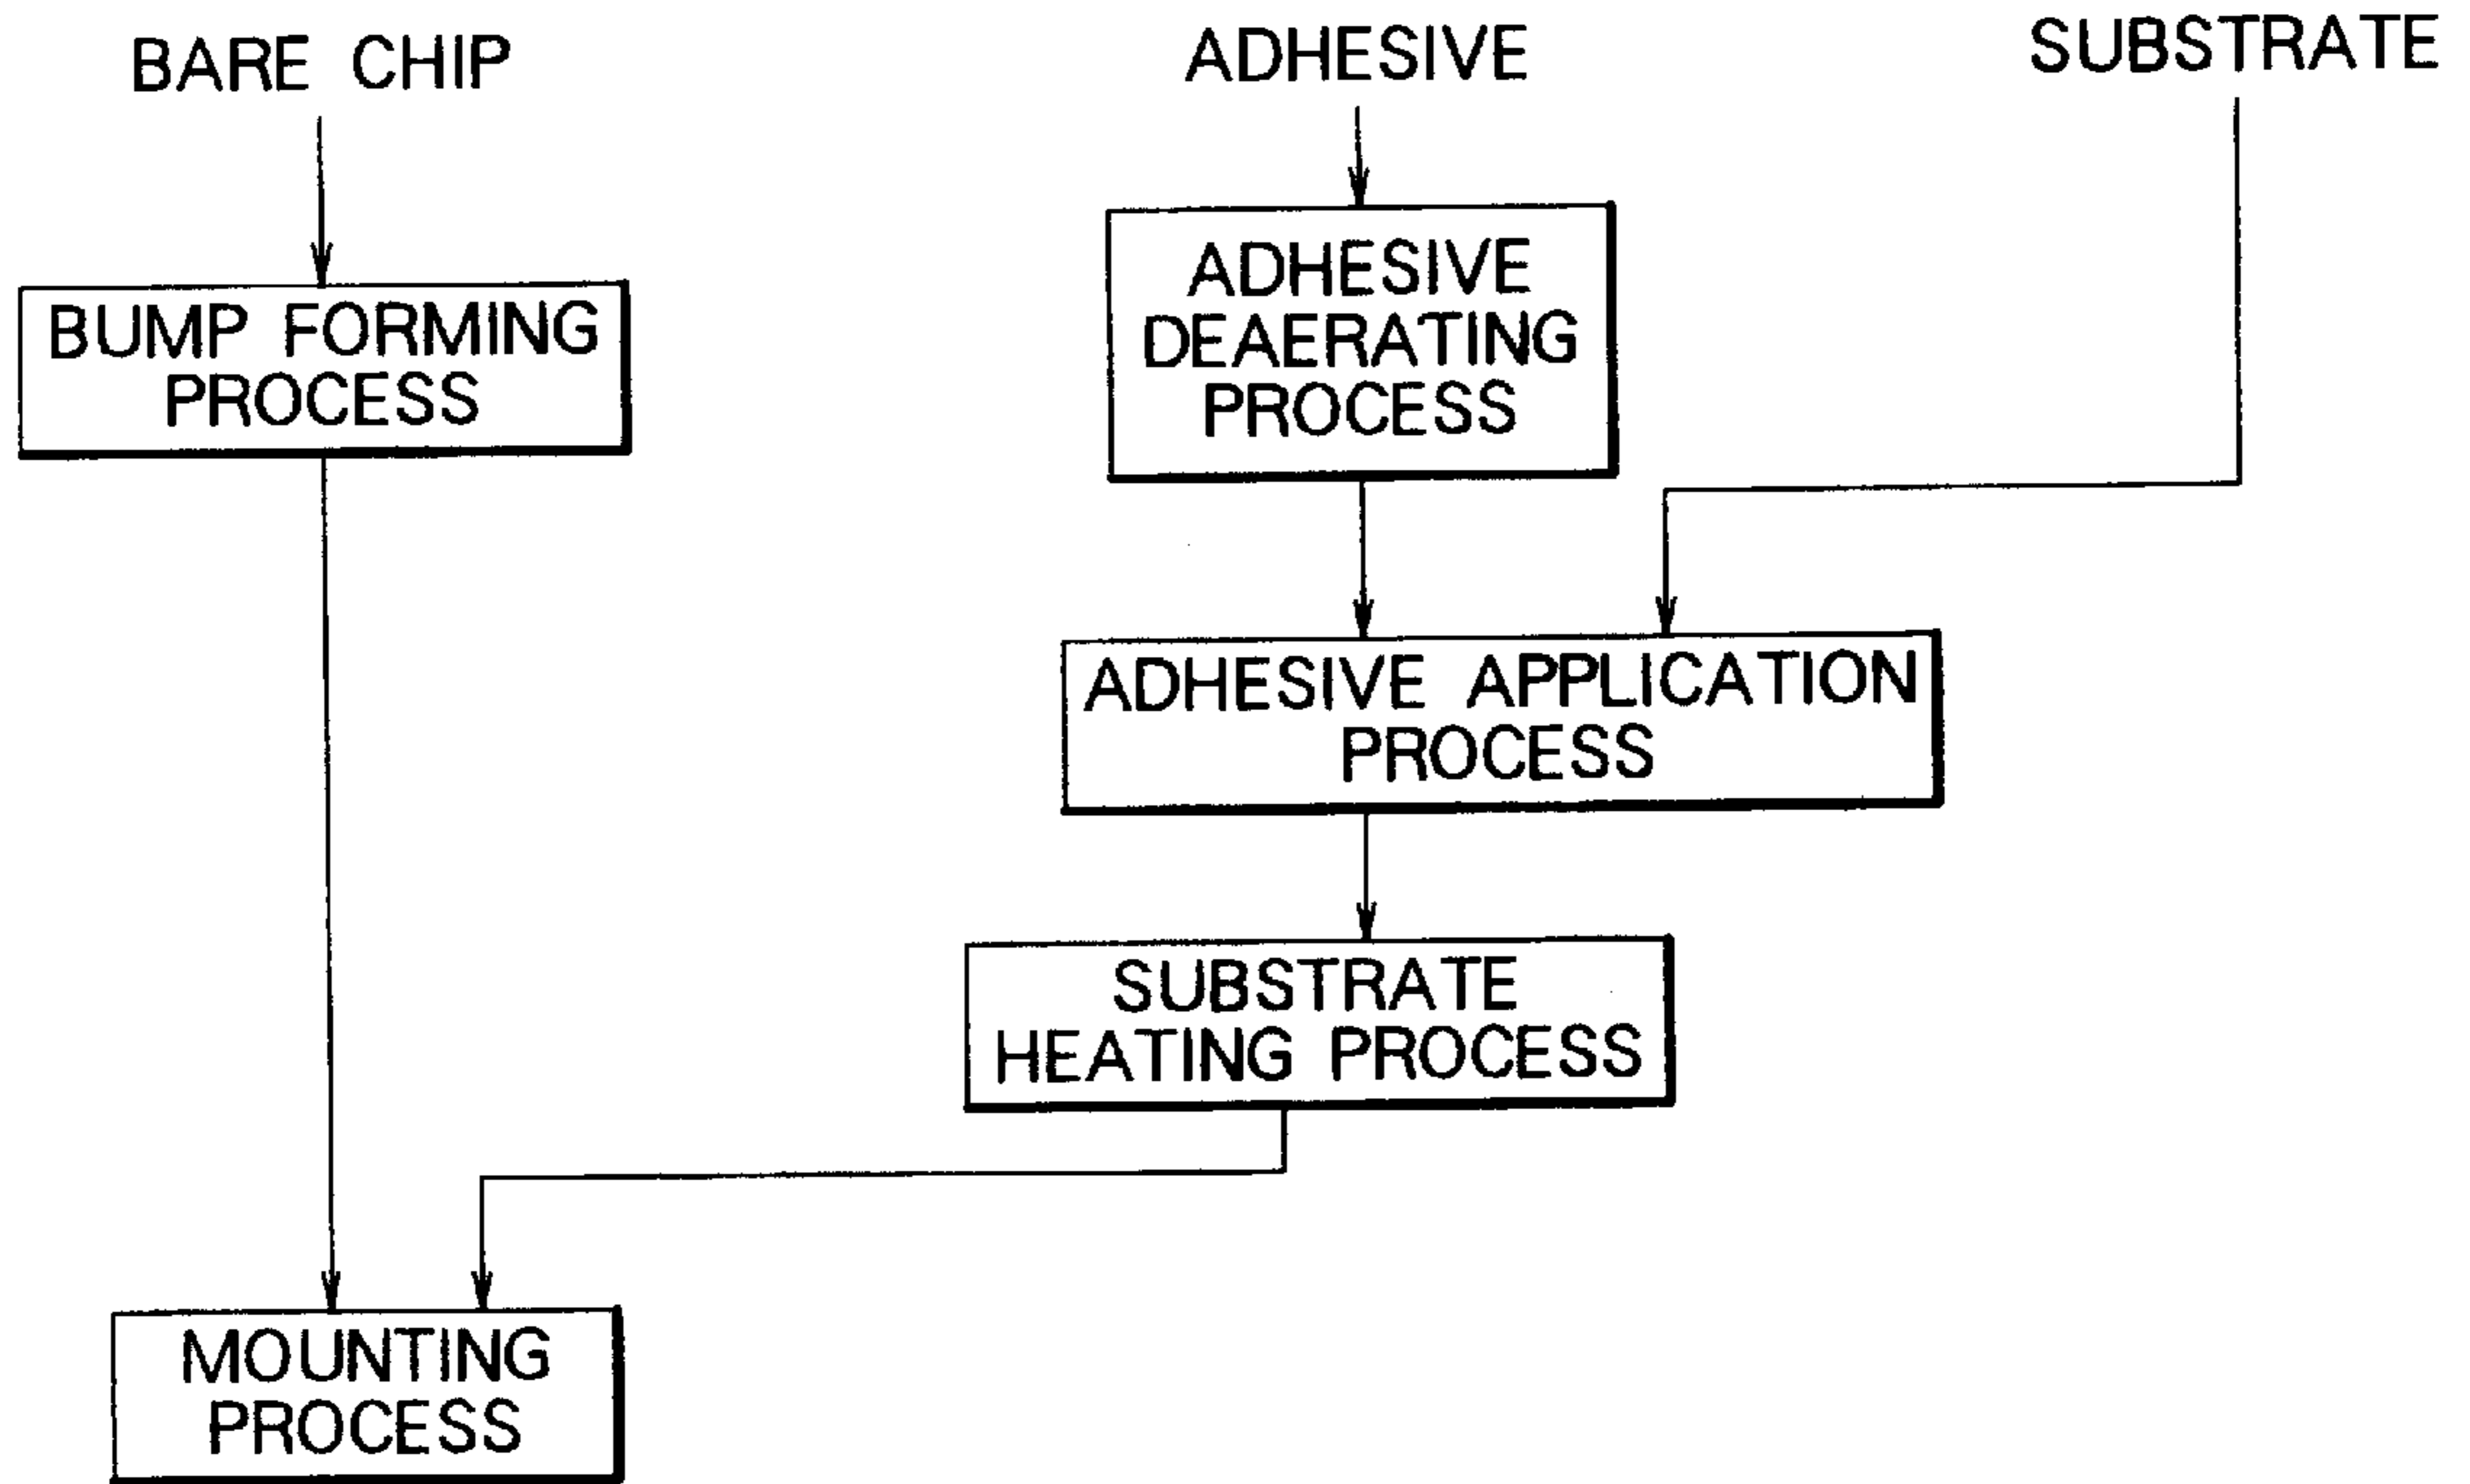 BARE CHIP
ADHESIVE
SUBSTRATE
BUMP FORMING
PROCESS
ADHESIVE
DEAERATING
PROCESS
ADHESIVE APPLICATION
PROCESS
SUBSTRATE
HEATING PROCESS
MOUNTING
PROCESS